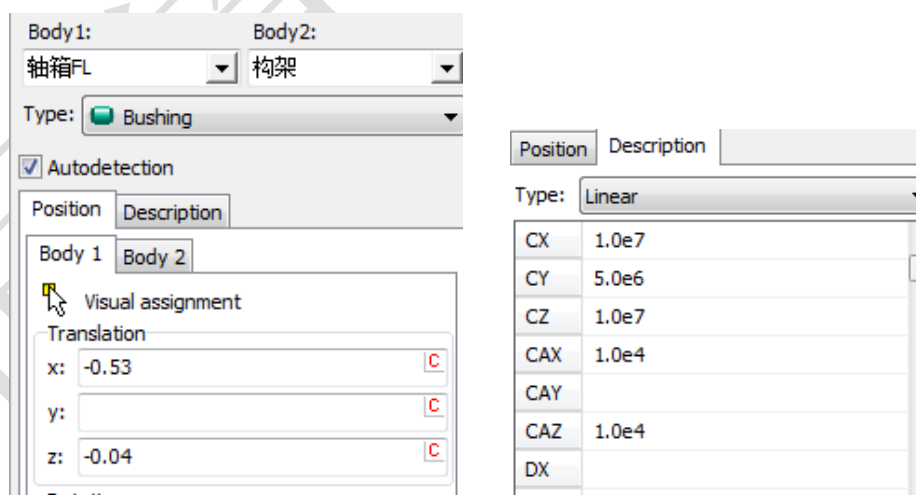 Body1: Body2:
轴箱FL 构架
Type: Bushing
Autodetection
Position Description
Body 1 Body 2
Visual assignment
Translation
x: -0.53 C
y: C
z: -0.04 C
Position Description
Type: Linear
CX 1.0e7
CY 5.0e6
CZ 1.0e7
CAX 1.0e4
CAY
CAZ 1.0e4
DX